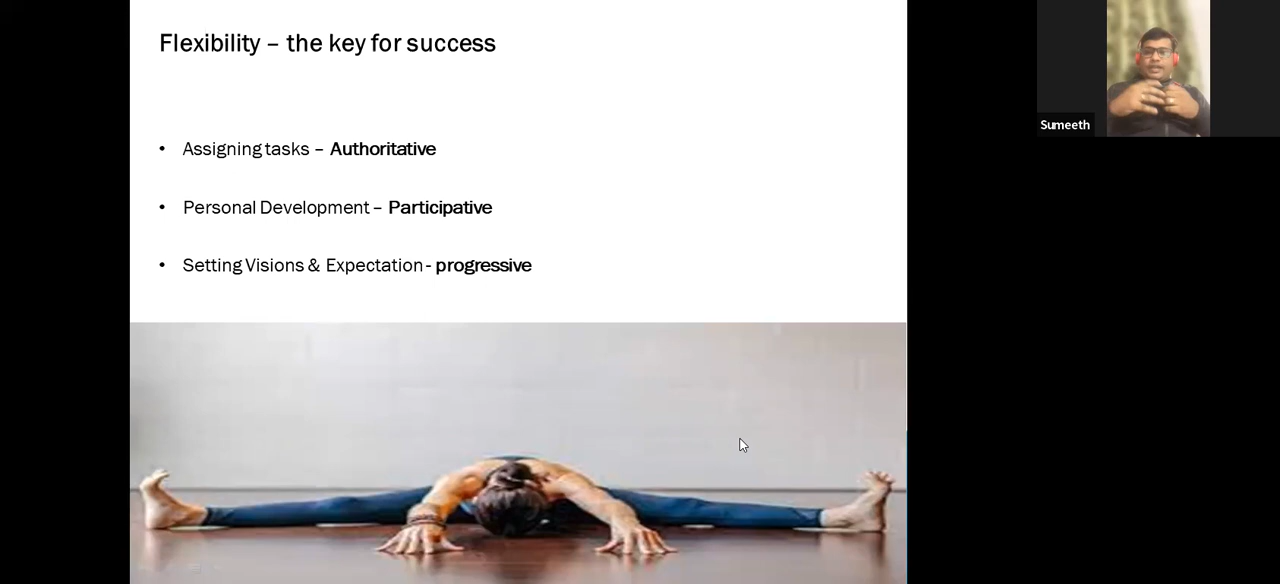 Flexibility – the key for success
• Assigning tasks – Authoritative
• Personal Development – Participative
• Setting Visions & Expectation - progressive
Sumeeth